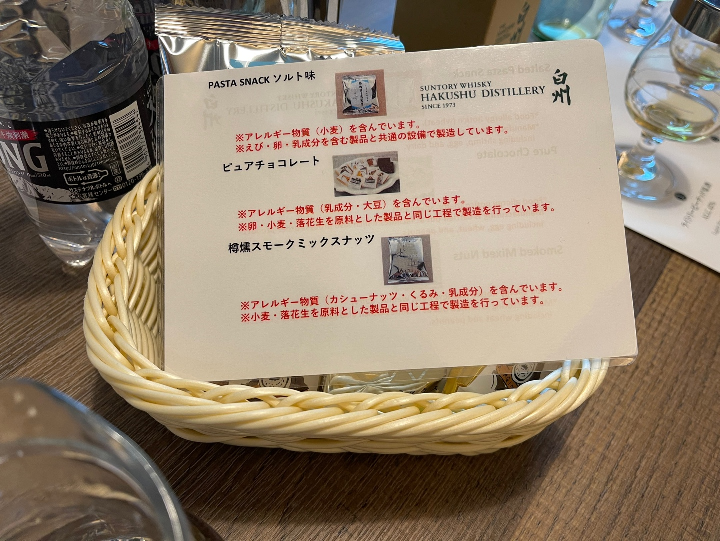 PASTA SNACK ソルト味
SUNTORY WHISKY
HAKUSHU DISTILLERY
SINCE 1973
白州
※アレルギー物質（小麦）を含んでいます。
※えび・卵・乳成分を含む製品と共通の設備で製造しています。
ピュアチョコレート
※アレルギー物質（乳成分・大豆）を含んでいます。
※卵・小麦・落花生を原料とした製品と同じ工程で製造を行っています。
樽燻スモークミックスナッツ
※アレルギー物質（カシューナッツ・くるみ・乳成分）を含んでいます。
※小麦・落花生を原料とした製品と同じ工程で製造を行っています。
Salted Pasta Snack
Pure Chocolate
Smoked Mixed Nuts
NG